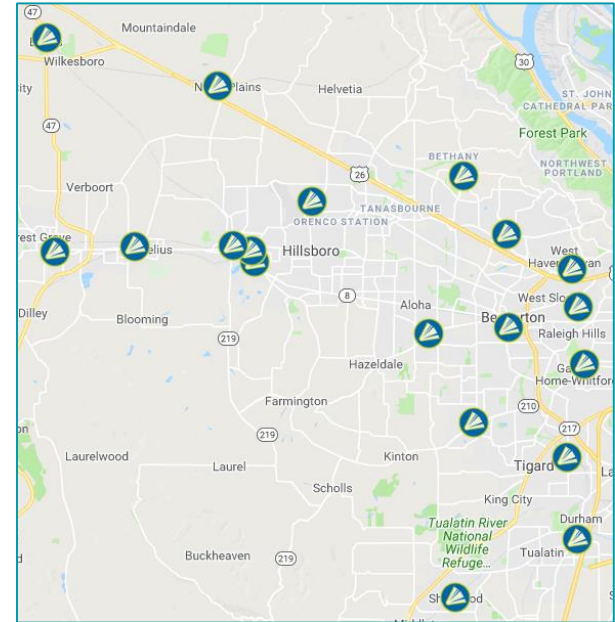 47
Mountaindale
Wilkesboro
30
Helvetia
ST. JOHN
CATHEDRAL PAR
47
Forest Park
BETHANY
NORTHWEST
PORTLAND
26
Verboort
TANASBOURNE
ORENCO STATION
Hillsboro
West
8
West Slo
Dilley
Blooming
Aloha
Raleigh Hills
219
Hazeldale
Home-Whitford
Farmington
210
217
219
Laurelwood
Laurel
Kinton
Tigard
Scholls
King City
Tualatin River
National
Wildlife
Refuge...
Durham
Buckheaven
219
Tualatin